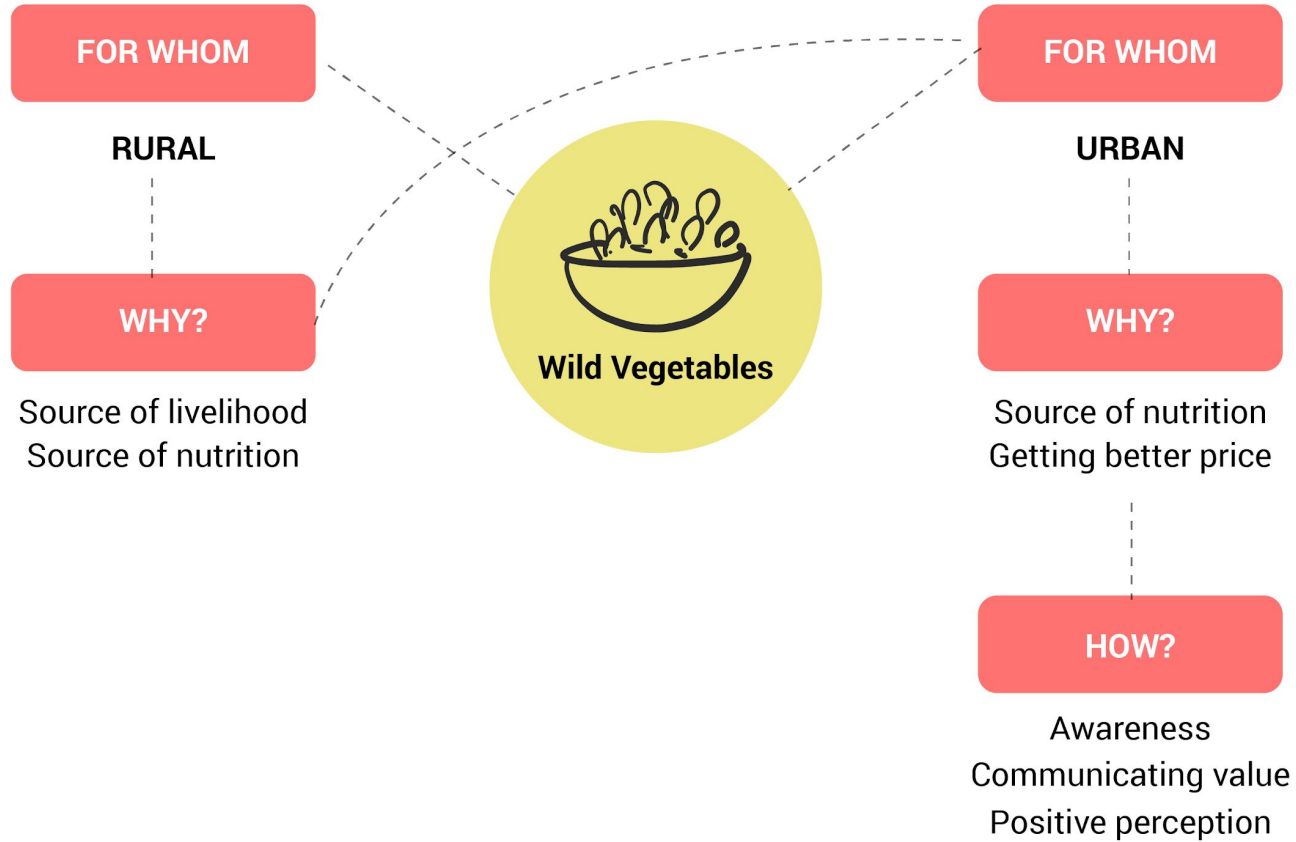 FOR WHOM
FOR WHOM
RURAL
URBAN
WHY?
WHY?
Wild Vegetables
Source of livelihood
Source of nutrition
Source of nutrition
Getting better price
HOW?
Awareness
Communicating value
Positive perception